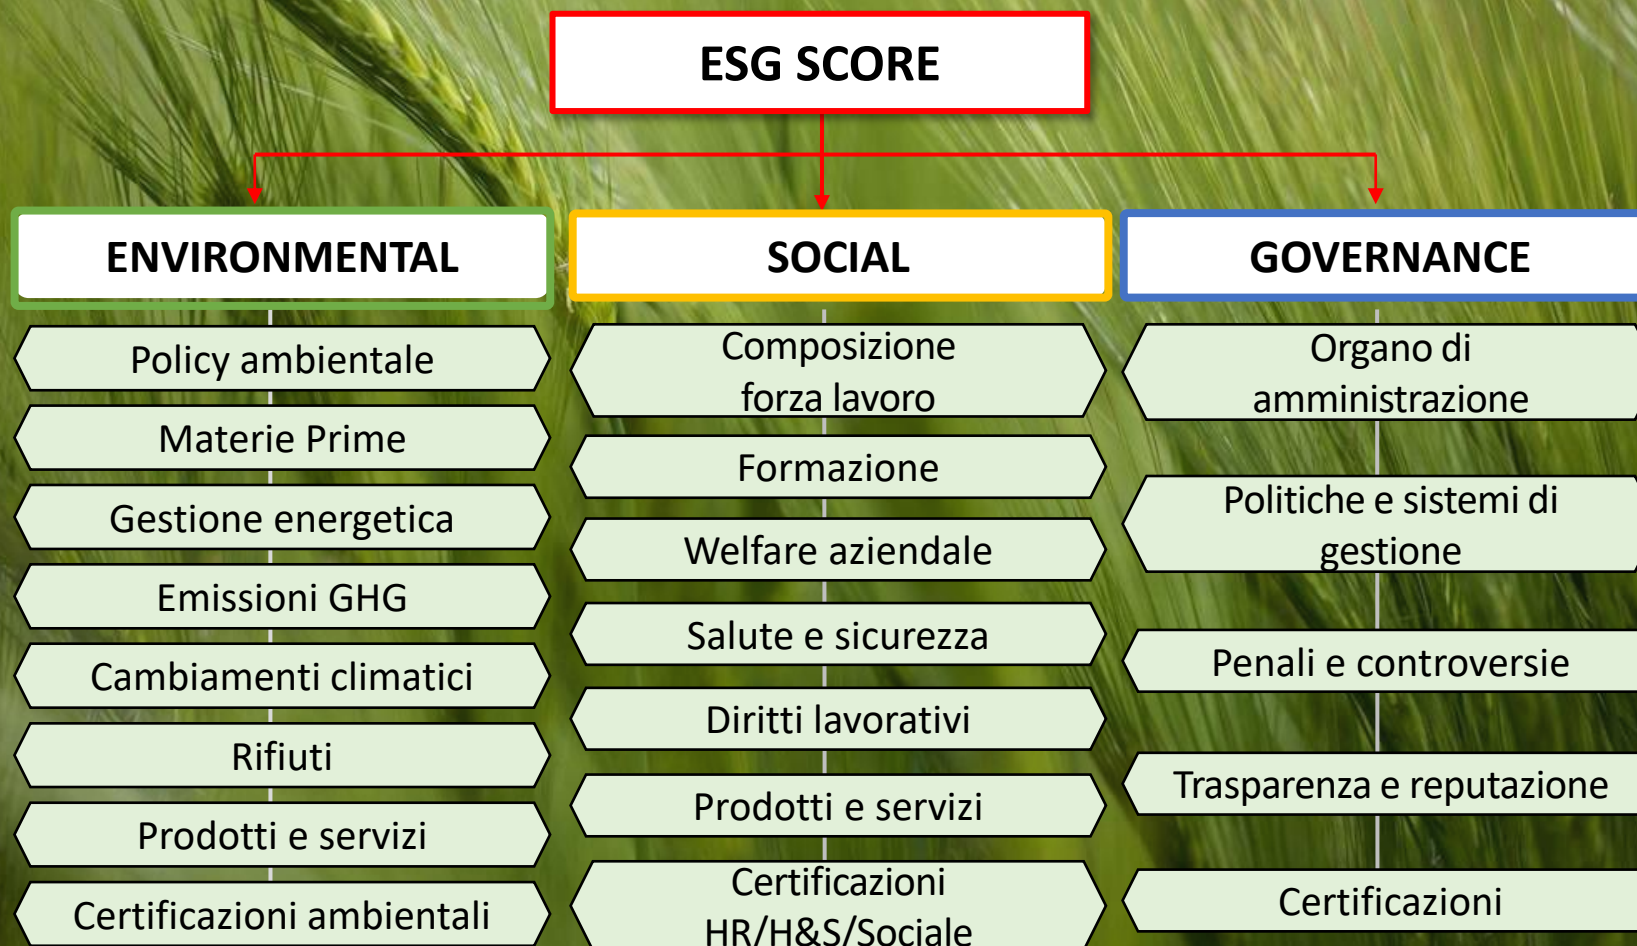 ESG SCORE
ENVIRONMENTAL
Policy ambientale
Materie Prime
Gestione energetica
Emissioni GHG
Cambiamenti climatici
Rifiuti
Prodotti e servizi
Certificazioni ambientali
SOCIAL
Composizione
forza lavoro
Formazione
Welfare aziendale
Salute e sicurezza
Diritti lavorativi
Prodotti e servizi
Certificazioni
HR/H&S/Sociale
GOVERNANCE
Organo di
amministrazione
Politiche e sistemi di
gestione
Penali e controversie
Trasparenza e reputazione
Certificazioni